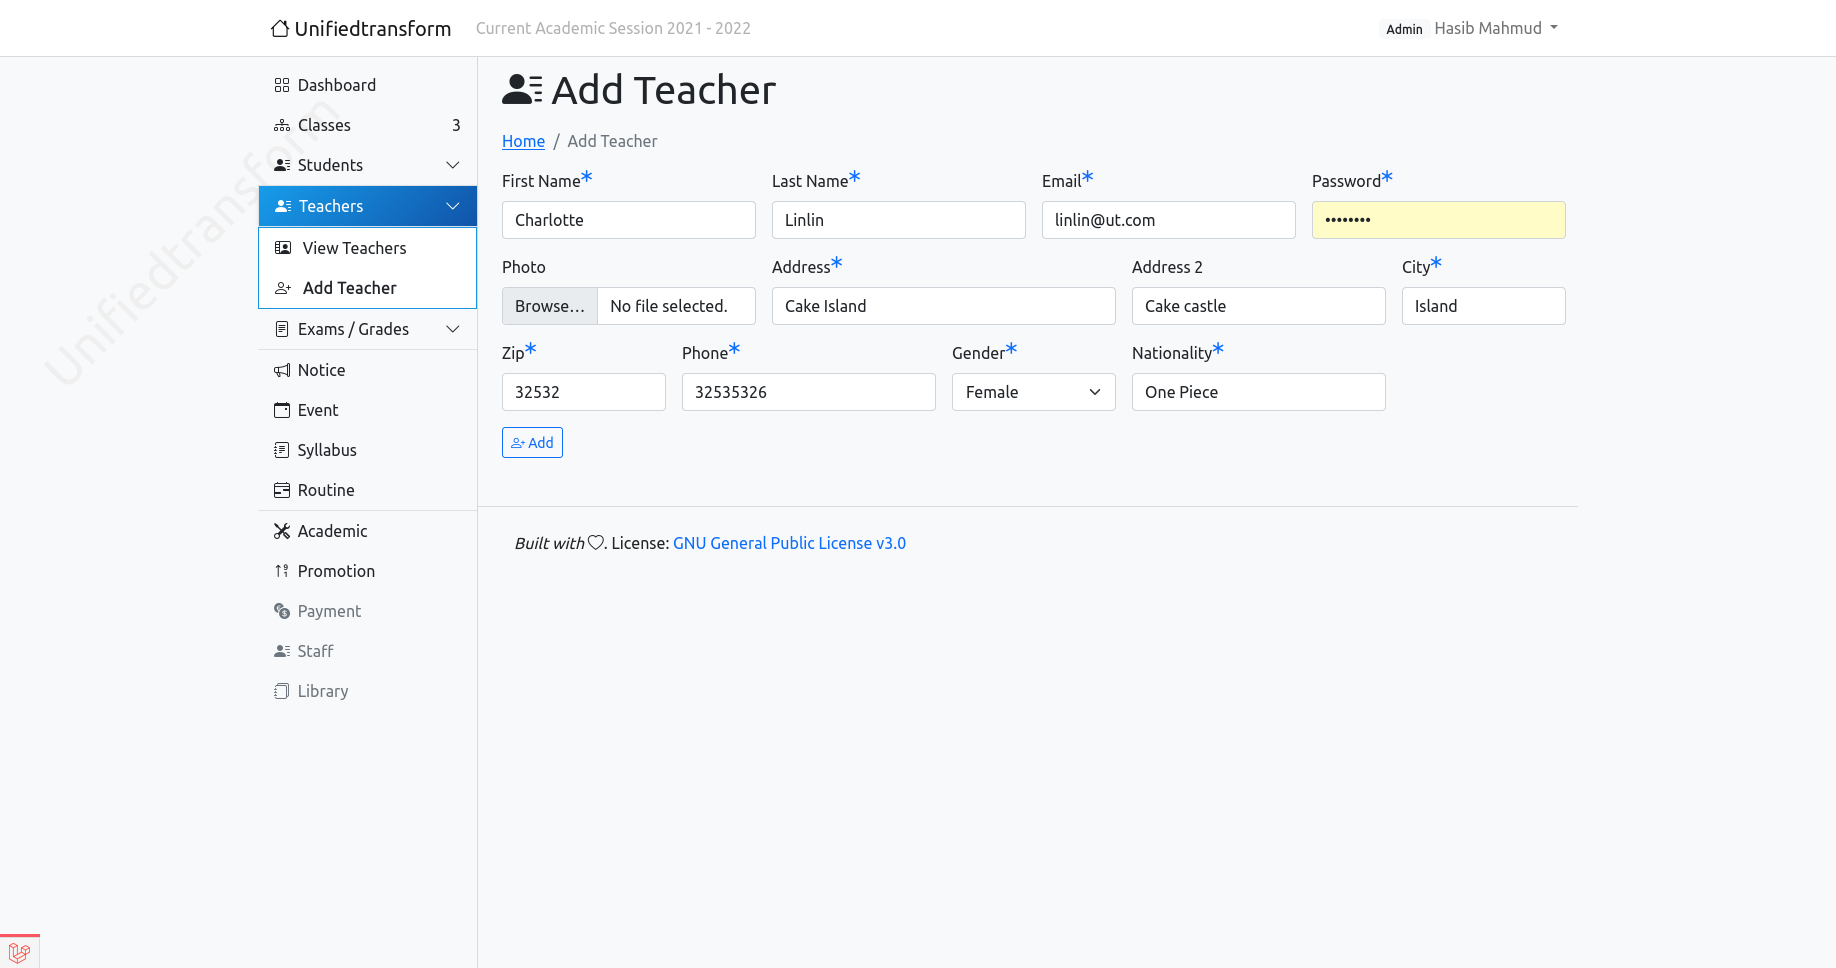 Unifiedtransform
Current Academic Session 2021 - 2022
Admin Hasib Mahmud
Dashboard
Classes 3
Students
Teachers
View Teachers
Add Teacher
Exams / Grades
Notice
Event
Syllabus
Routine
Academic
Promotion
Payment
Staff
Library
Unifiedtransform
Add Teacher
Home / Add Teacher
First Name* Last Name* Email* Password*
Charlotte Linlin linlin@ut.com ••••••••
Photo Address* Address 2 City*
Browse... No file selected. Cake Island Cake castle Island
Zip* Phone* Gender* Nationality*
32532 32535326 Female One Piece
Add
Built with ♡. License: GNU General Public License v3.0